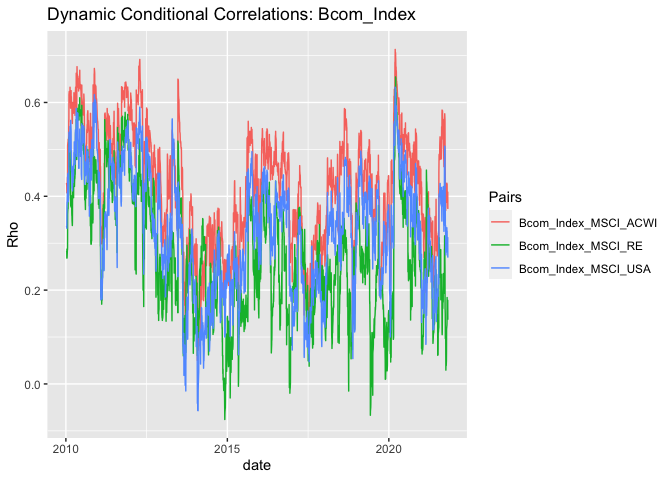 Dynamic Conditional Correlations: Bcom_Index
Rho
0.6
0.4
0.2
0.0
2010
2015
2020
date
Pairs
Bcom_Index_MSCI_ACWI
Bcom_Index_MSCI_RE
Bcom_Index_MSCI_USA